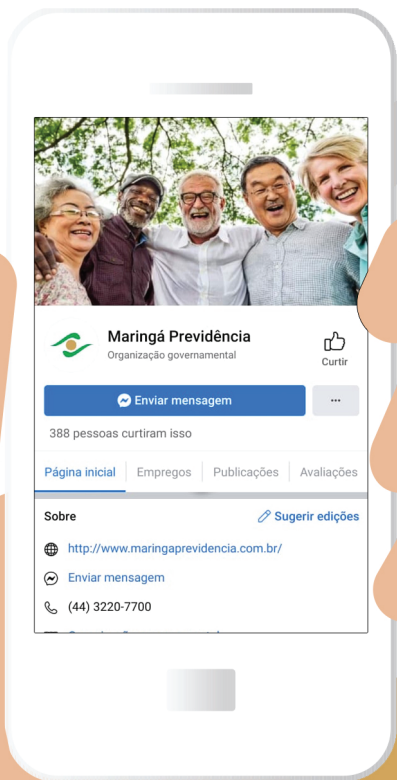 Maringá Previdência
Organização governamental
Curtir
Enviar mensagem
...
388 pessoas curtiram isso
Página inicial
Empregos
Publicações
Avaliações
Sobre
Sugerir edições
http://www.maringaprevidencia.com.br/
Enviar mensagem
(44) 3220-7700